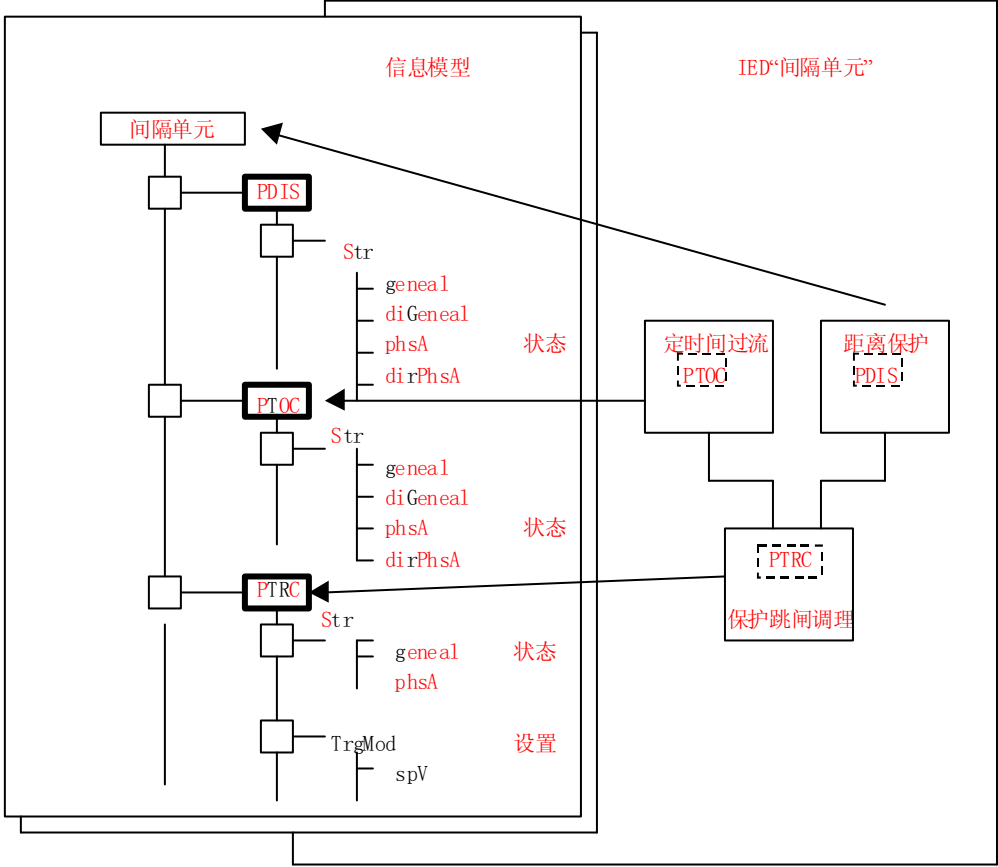 信息模型
IED“间隔单元”
间隔单元
PDIS
Str
geneal
diGeneal
phsA
状态
dirPhsA
定时间过流
PTOC
距离保护
PDIS
PTOC
Str
geneal
diGeneal
phsA
状态
dirPhsA
PTRC
保护跳闸调理
PTRC
Str
geneal
状态
phsA
TrgMod
设置
spV